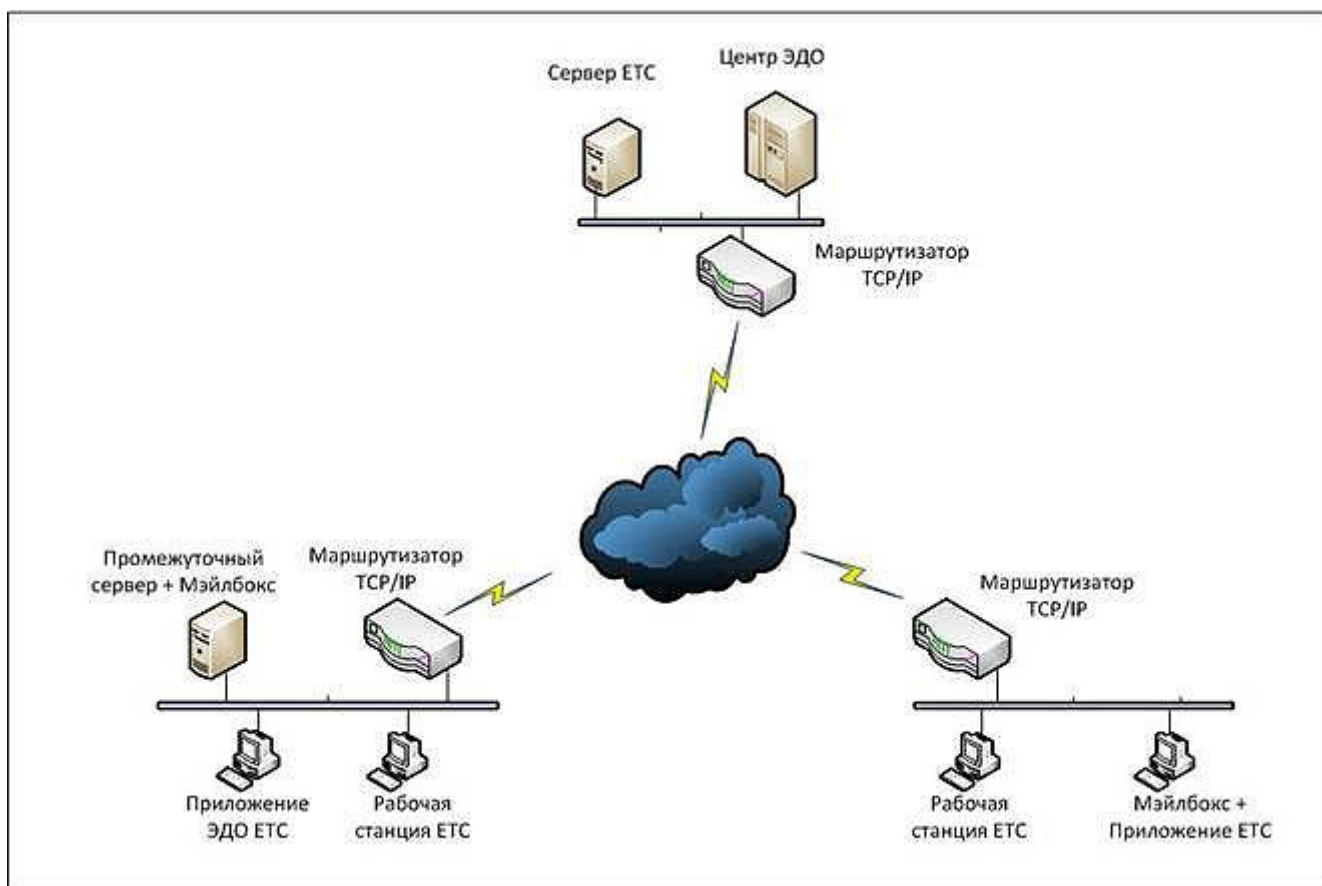 Сервер ЕТС
Центр ЭДО
Маршрутизатор
TCP/IP
Промежуточный
сервер + Мэйлбокс
Маршрутизатор
TCP/IP
Маршрутизатор
TCP/IP
Приложение
ЭДО ЕТС
Рабочая
станция ЕТС
Рабочая
станция ЕТС
Мэйлбокс +
Приложение ЕТС